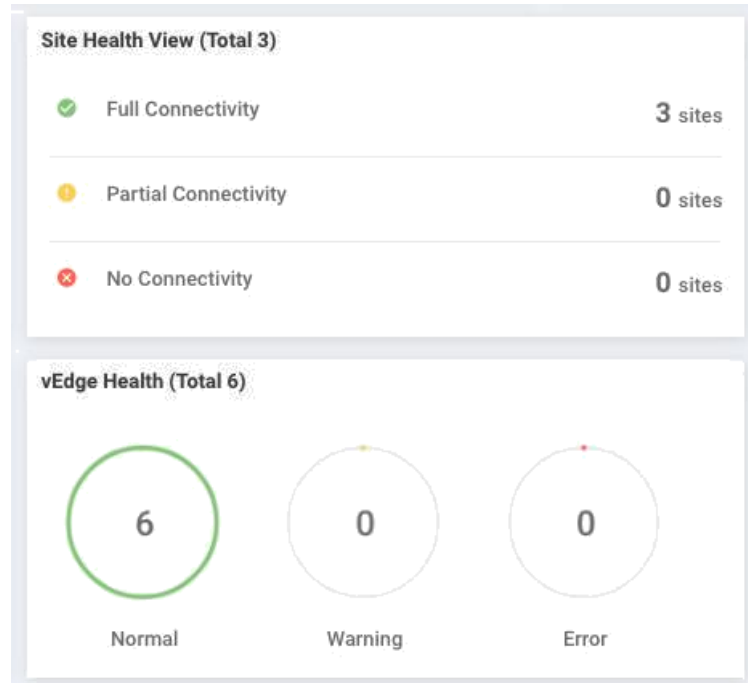 Site Health View (Total 3)
Full Connectivity 3 sites
Partial Connectivity 0 sites
No Connectivity 0 sites
vEdge Health (Total 6)
6 0 0
Normal Warning Error